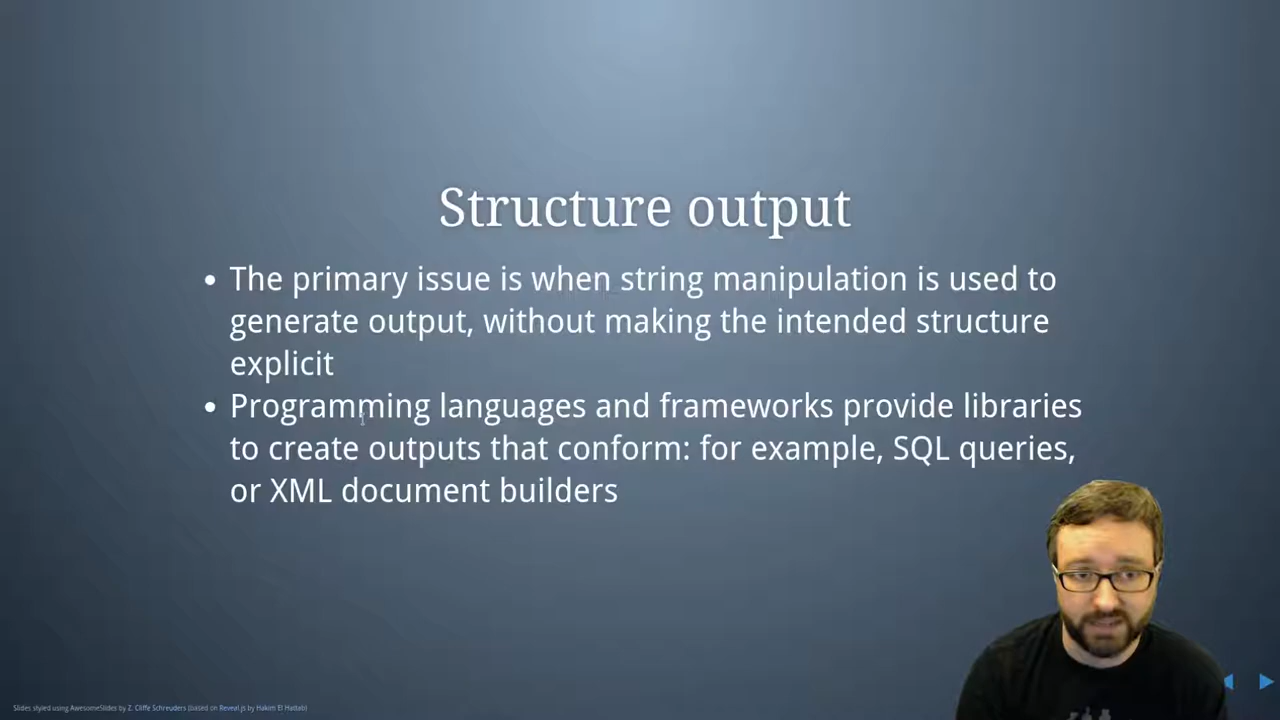 Structure output
• The primary issue is when string manipulation is used to
generate output, without making the intended structure
explicit
• Programming languages and frameworks provide libraries
to create outputs that conform: for example, SQL queries,
or XML document builders
Slides styled using AwesomeSlides by Z. Cliffe Schreuders (based on Reveal.js by Hakim El Hattab)